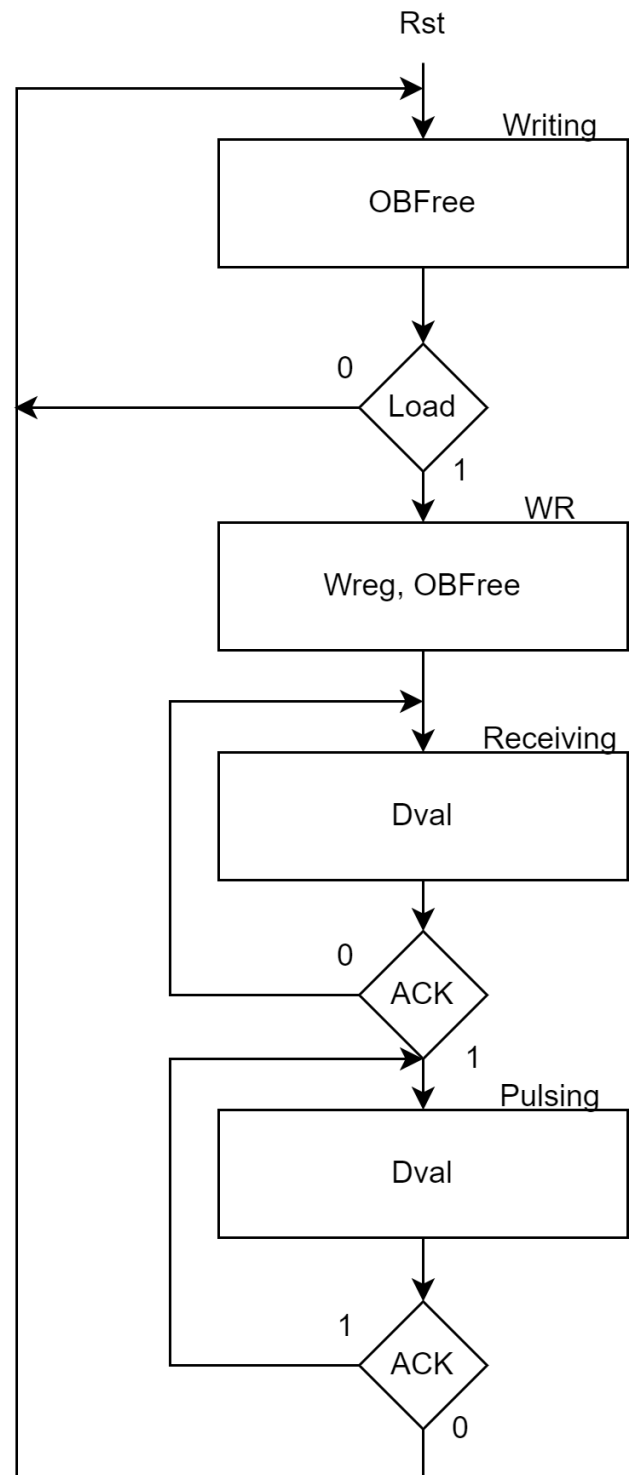 Rst
Writing
OBFree
0
Load
1
WR
Wreg, OBFree
Receiving
Dval
0
ACK
1
Pulsing
Dval
1
ACK
0